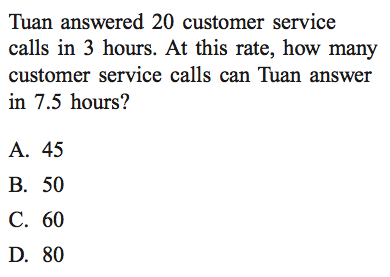 Tuan answered 20 customer service
calls in 3 hours. At this rate, how many
customer service calls can Tuan answer
in 7.5 hours?
A. 45
B. 50
C. 60
D. 80